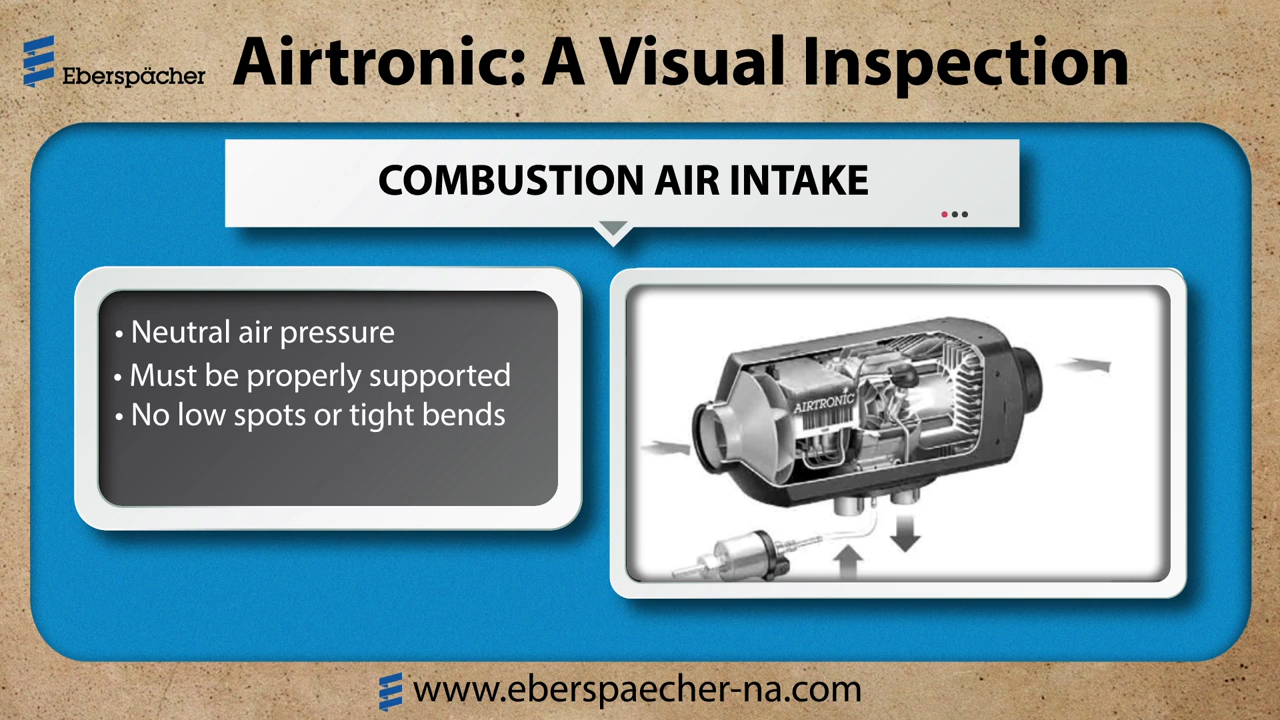 Eberspächer
Airtronic: A Visual Inspection
COMBUSTION AIR INTAKE
• Neutral air pressure
• Must be properly supported
• No low spots or tight bends
AIRTRONIC
www.eberspaecher-na.com